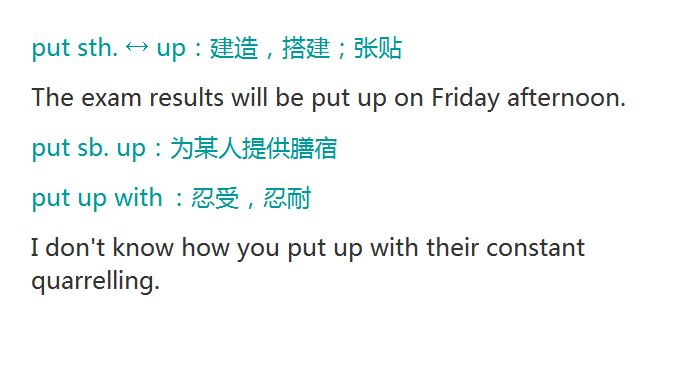 put sth. ↔ up：建造，搭建；张贴
The exam results will be put up on Friday afternoon.
put sb. up：为某人提供膳宿
put up with ：忍受，忍耐
I don't know how you put up with their constant
quarrelling.